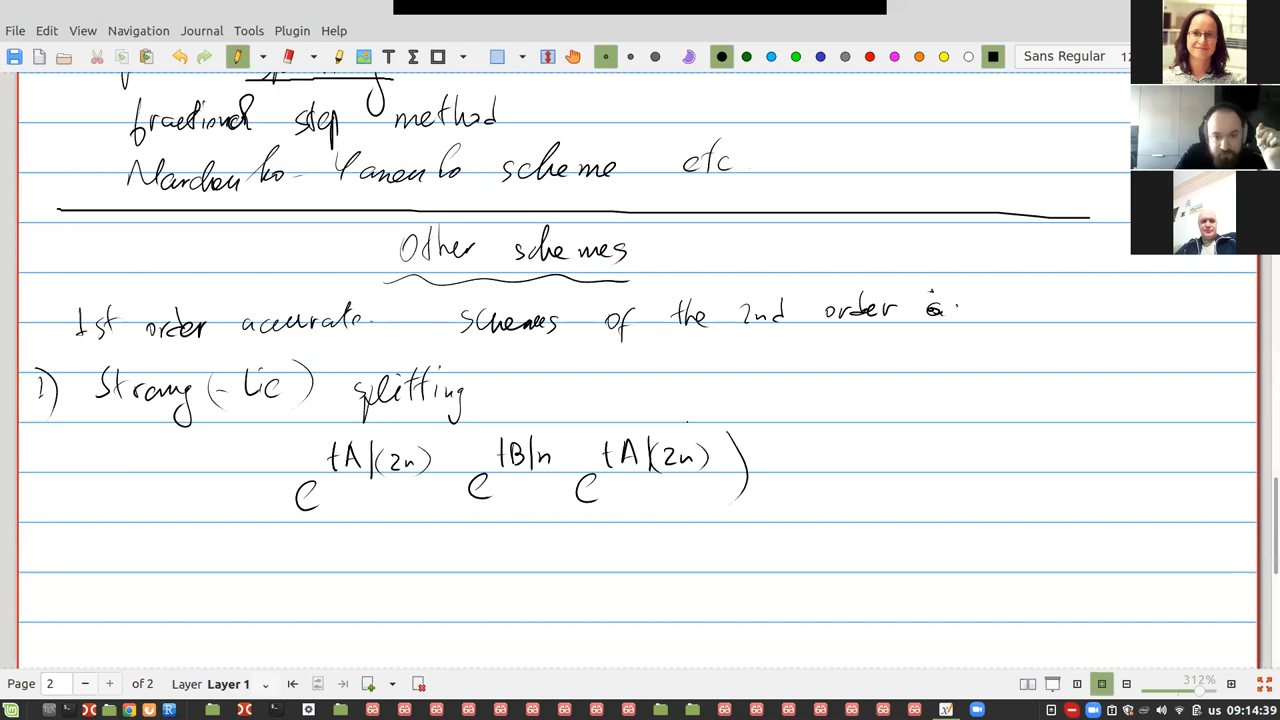 File Edit View Navigation Journal Tools Plugin Help
Sans Regular 12
fractional step method
Marchuk - Yanenko scheme etc
Other schemes
1st order accurate. schemes of the 2nd order
1) Strang (-Lie) splitting
e^{tA/(2n)} e^{tB/n} e^{tA/(2n)} )
Page 2 of 2 Layer Layer 1 312%
us 09:14:39